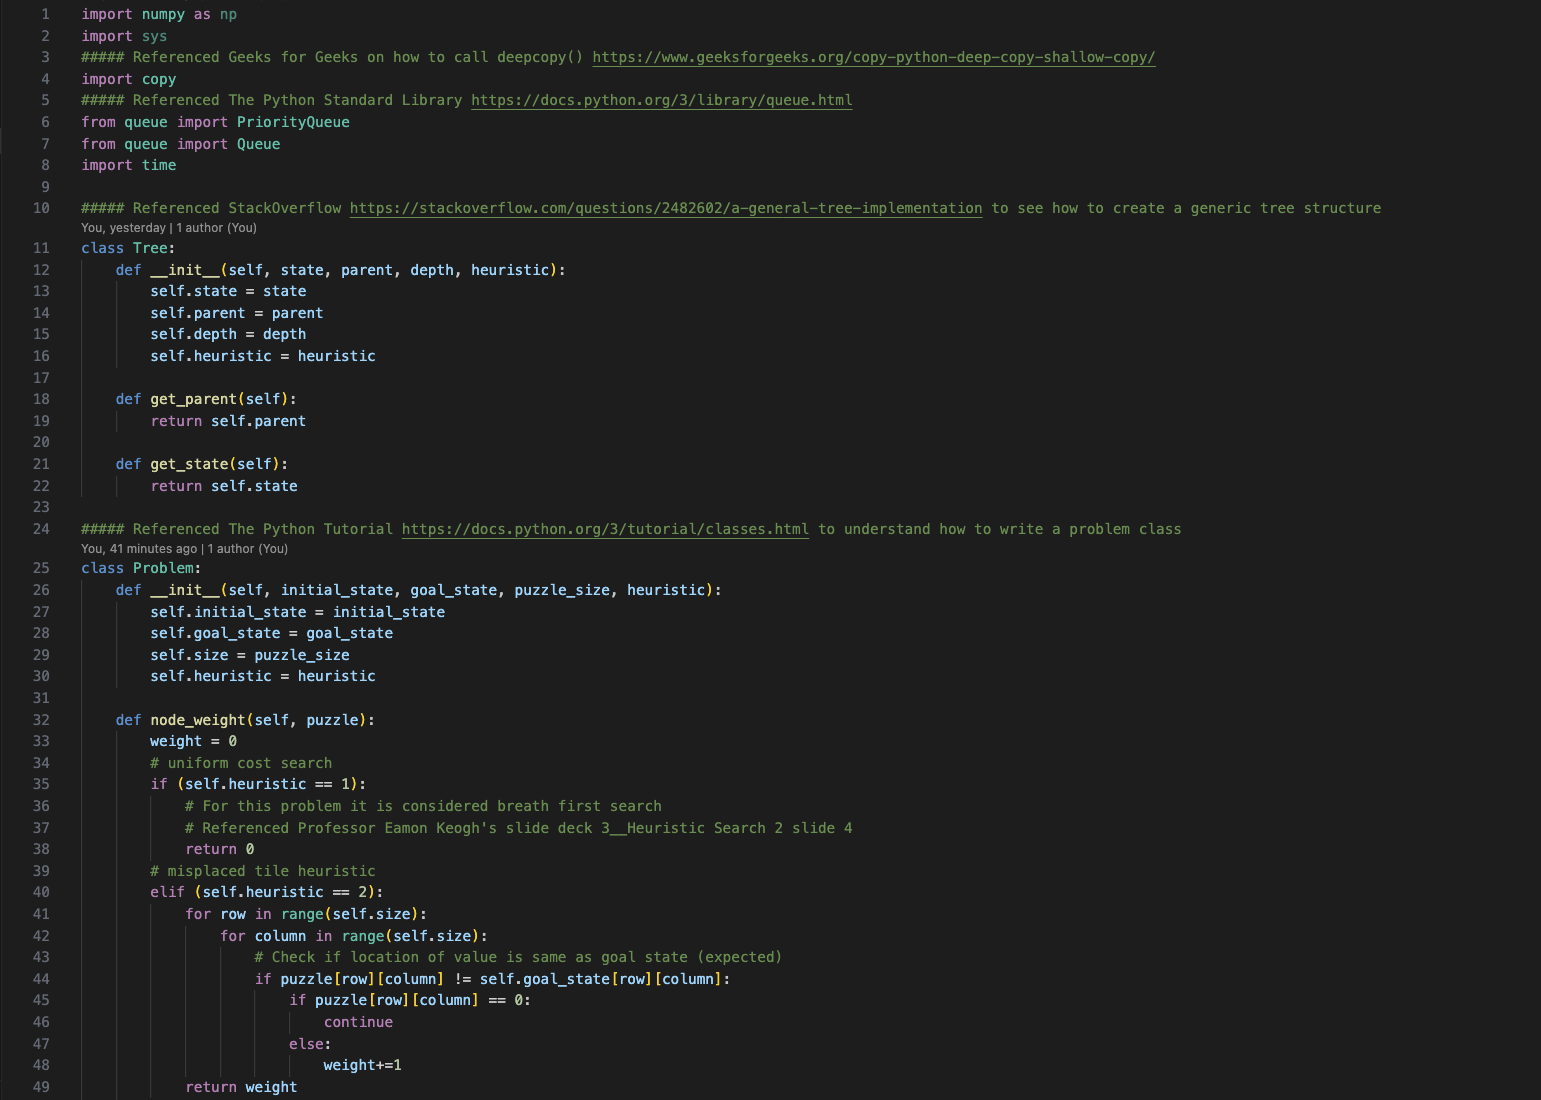 1 import numpy as np
2 import sys
3 ##### Referenced Geeks for Geeks on how to call deepcopy() https://www.geeksforgeeks.org/copy-python-deep-copy-shallow-copy/
4 import copy
5 ##### Referenced The Python Standard Library https://docs.python.org/3/library/queue.html
6 from queue import PriorityQueue
7 from queue import Queue
8 import time
9
10 ##### Referenced StackOverflow https://stackoverflow.com/questions/2482602/a-general-tree-implementation to see how to create a generic tree structure
You, yesterday | 1 author (You)
11 class Tree:
12     def __init__(self, state, parent, depth, heuristic):
13         self.state = state
14         self.parent = parent
15         self.depth = depth
16         self.heuristic = heuristic
17
18     def get_parent(self):
19         return self.parent
20
21     def get_state(self):
22         return self.state
23
24 ##### Referenced The Python Tutorial https://docs.python.org/3/tutorial/classes.html to understand how to write a problem class
You, 41 minutes ago | 1 author (You)
25 class Problem:
26     def __init__(self, initial_state, goal_state, puzzle_size, heuristic):
27         self.initial_state = initial_state
28         self.goal_state = goal_state
29         self.size = puzzle_size
30         self.heuristic = heuristic
31
32     def node_weight(self, puzzle):
33         weight = 0
34         # uniform cost search
35         if (self.heuristic == 1):
36             # For this problem it is considered breath first search
37             # Referenced Professor Eamon Keogh's slide deck 3__Heuristic Search 2 slide 4
38             return 0
39         # misplaced tile heuristic
40         elif (self.heuristic == 2):
41             for row in range(self.size):
42                 for column in range(self.size):
43                     # Check if location of value is same as goal state (expected)
44                     if puzzle[row][column] != self.goal_state[row][column]:
45                         if puzzle[row][column] == 0:
46                             continue
47                         else:
48                             weight+=1
49             return weight